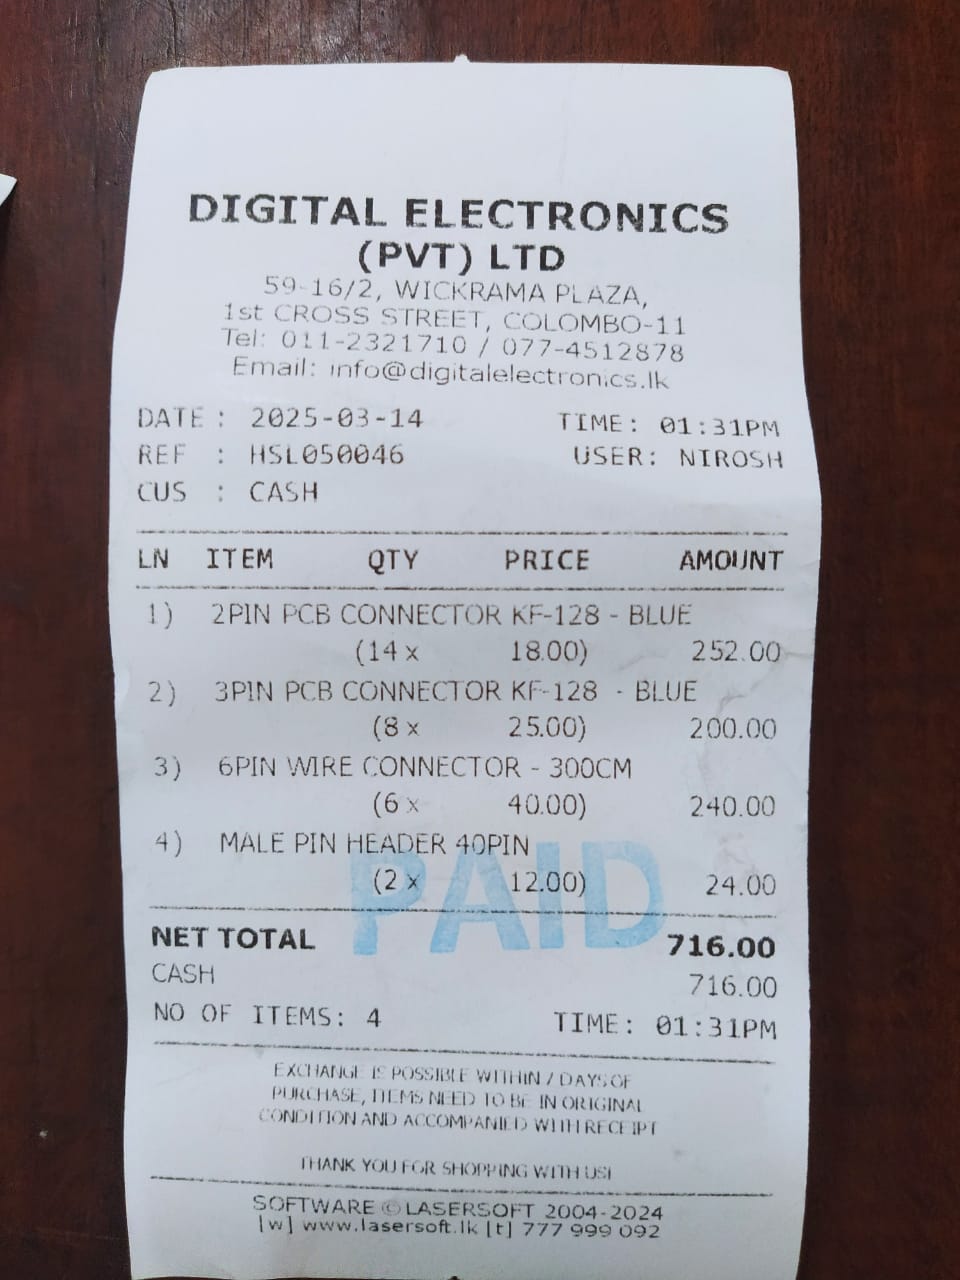 DIGITAL ELECTRONICS
(PVT) LTD
59-16/2, WICKRAMA PLAZA,
1st CROSS STREET, COLOMBO-11
Tel: 011-2321710 / 077-4512878
Email: info@digitalelectronics.lk
DATE : 2025-03-14 TIME: 01:31PM
REF : HSL050046 USER: NIROSH
CUS : CASH
LN ITEM QTY PRICE AMOUNT
1) 2PIN PCB CONNECTOR KF-128 - BLUE
(14 x 18.00) 252.00
2) 3PIN PCB CONNECTOR KF-128 - BLUE
(8 x 25.00) 200.00
3) 6PIN WIRE CONNECTOR - 300CM
(6 x 40.00) 240.00
4) MALE PIN HEADER 40PIN
(2 x 12.00) 24.00
PAID
NET TOTAL 716.00
CASH 716.00
NO OF ITEMS: 4 TIME: 01:31PM
EXCHANGE IS POSSIBLE WITHIN 7 DAYS OF
PURCHASE, ITEMS NEED TO BE IN ORIGINAL
CONDITION AND ACCOMPANIED WITH RECEIPT
THANK YOU FOR SHOPPING WITH US!
SOFTWARE © LASERSOFT 2004-2024
[w] www.lasersoft.lk [t] 777 999 092